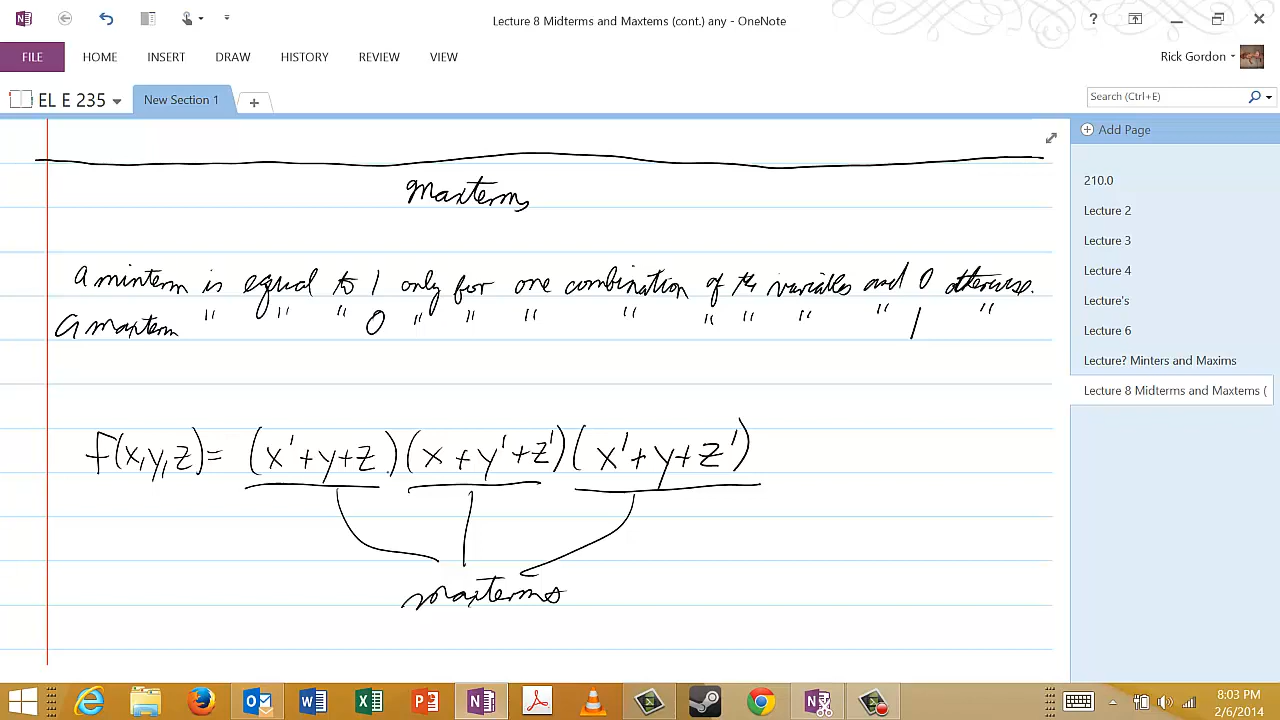 Lecture 8 Midterms and Maxtems (cont.) any - OneNote
?
FILE HOME INSERT DRAW HISTORY REVIEW VIEW
Rick Gordon
EL E 235 New Section 1 +
Search (Ctrl+E)
Add Page
210.0
Lecture 2
Lecture 3
Lecture 4
Lecture's
Lecture 6
Lecture? Minters and Maxims
Lecture 8 Midterms and Maxtems (
Maxterms
A minterm is equal to 1 only for one combination of the variables and 0 otherwise.
A maxterm " " " 0 " " " " " " " " 1 "
f(x,y,z)= (x'+y+z)(x+y'+z')(x'+y+z')
Maxterms
8:03 PM
2/6/2014